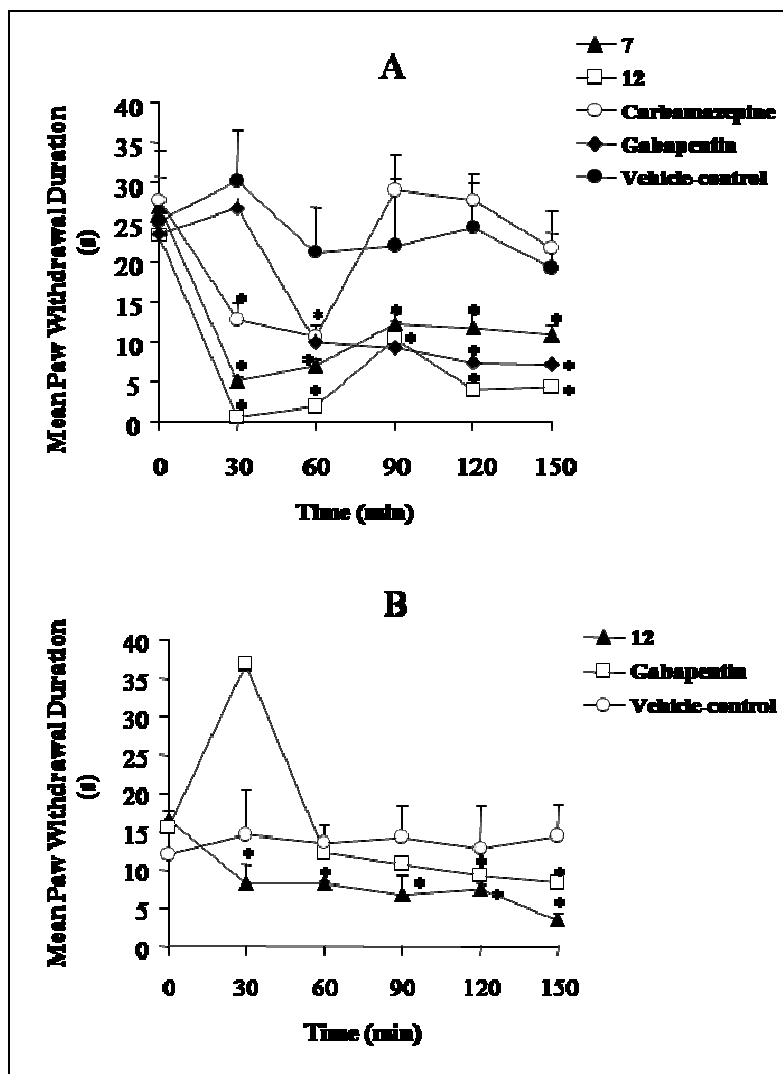 A
7
12
Carbamazepine
Gabapentin
Vehicle-control
Mean Paw Withdrawal Duration
(s)
40
35
30
25
20
15
10
5
0
0 30 60 90 120 150
Time (min)
B
12
Gabapentin
Vehicle-control
Mean Paw Withdrawal Duration
(s)
40
35
30
25
20
15
10
5
0
0 30 60 90 120 150
Time (min)